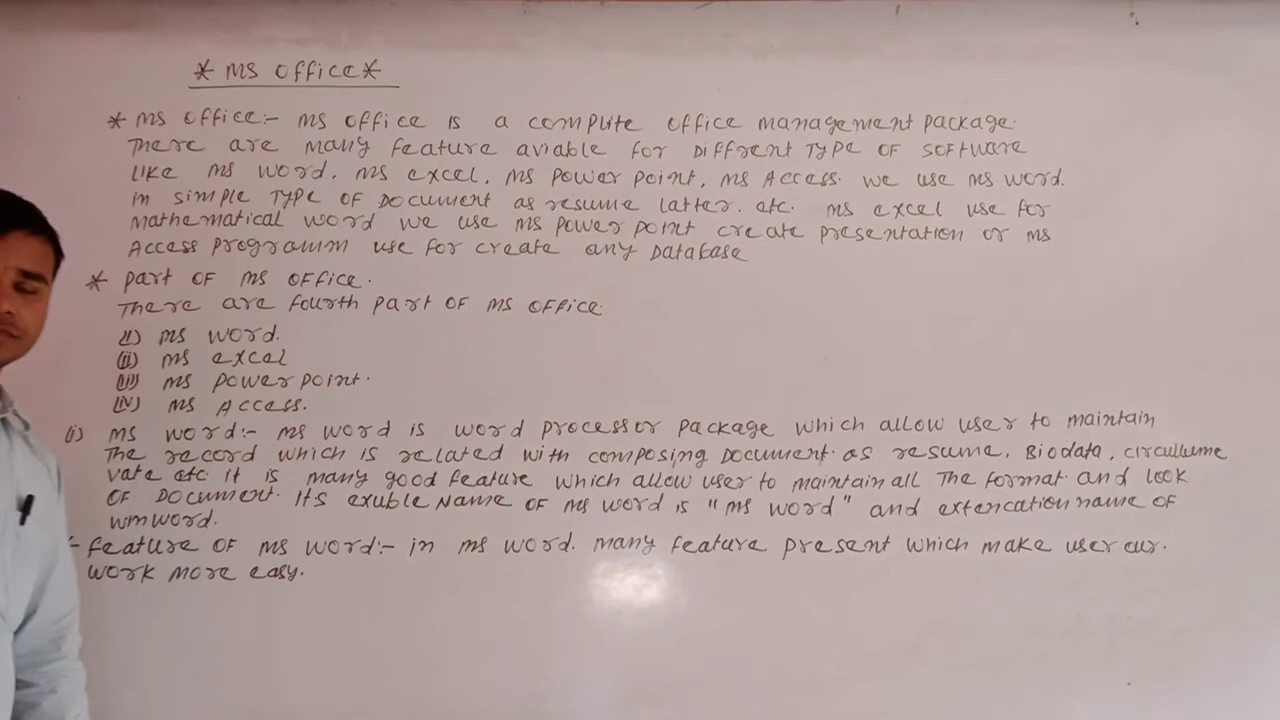 * MS OFFICE *
* MS OFFICE:- MS OFFICE IS a complite office management package.
There are many feature aviable for Diffrent Type of software
like MS word, MS excel, MS power point, MS Access. we use MS word.
in simple Type of Document as resume latter. etc. MS excel use for
mathematical word we use MS power point create presentation or MS
Access programm use for create any Database
* part of MS office.
There are fourth part of MS office.
(i) MS word.
(ii) MS excel
(iii) MS power point.
(iv) MS Access.
(i) MS word:- MS word is word processor package which allow user to maintain
The record which is related with composing Document. as resume, Biodata, circullume
vate etc. it is many good feature which allow user to maintain all The format and look
of Document. It's exuble Name of MS word is "MS word" and extencation name of
wmword.
- feature of MS word:- in MS word. many feature present which make user our.
work more easy.